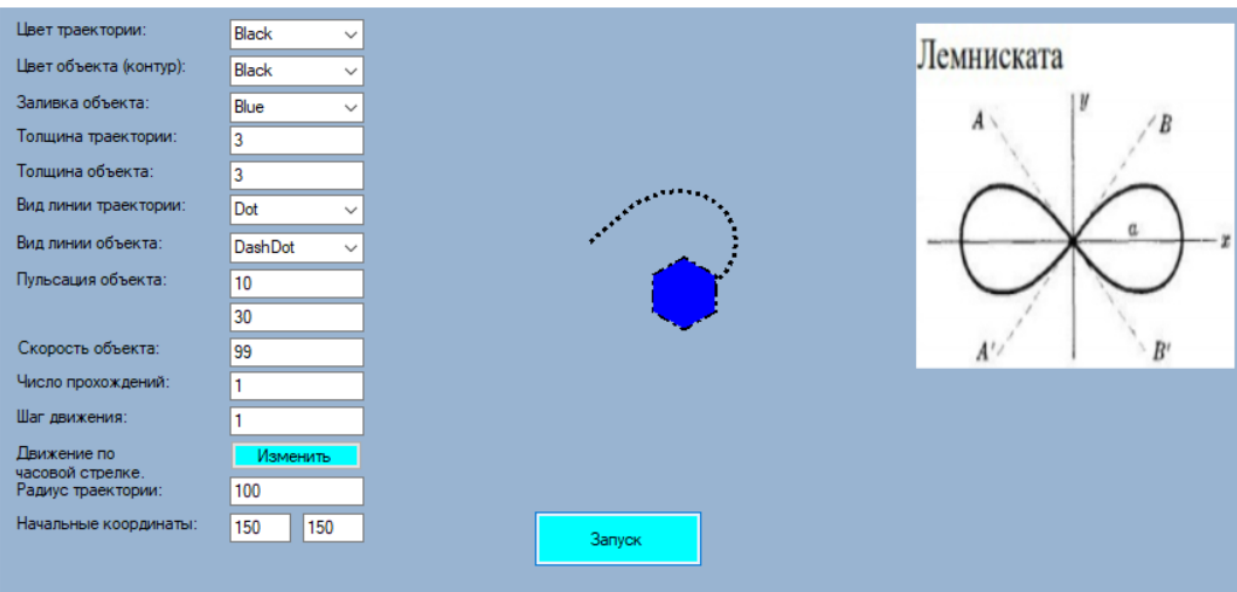 Цвет траектории: Black
Цвет объекта (контур): Black
Заливка объекта: Blue
Толщина траектории: 3
Толщина объекта: 3
Вид линии траектории: Dot
Вид линии объекта: DashDot
Пульсация объекта: 10
30
Скорость объекта: 99
Число прохождений: 1
Шаг движения: 1
Движение по
часовой стрелке.
Изменить
Радиус траектории: 100
Начальные координаты: 150 150
Запуск
Лемниската
y
A B
a
x
A' B'